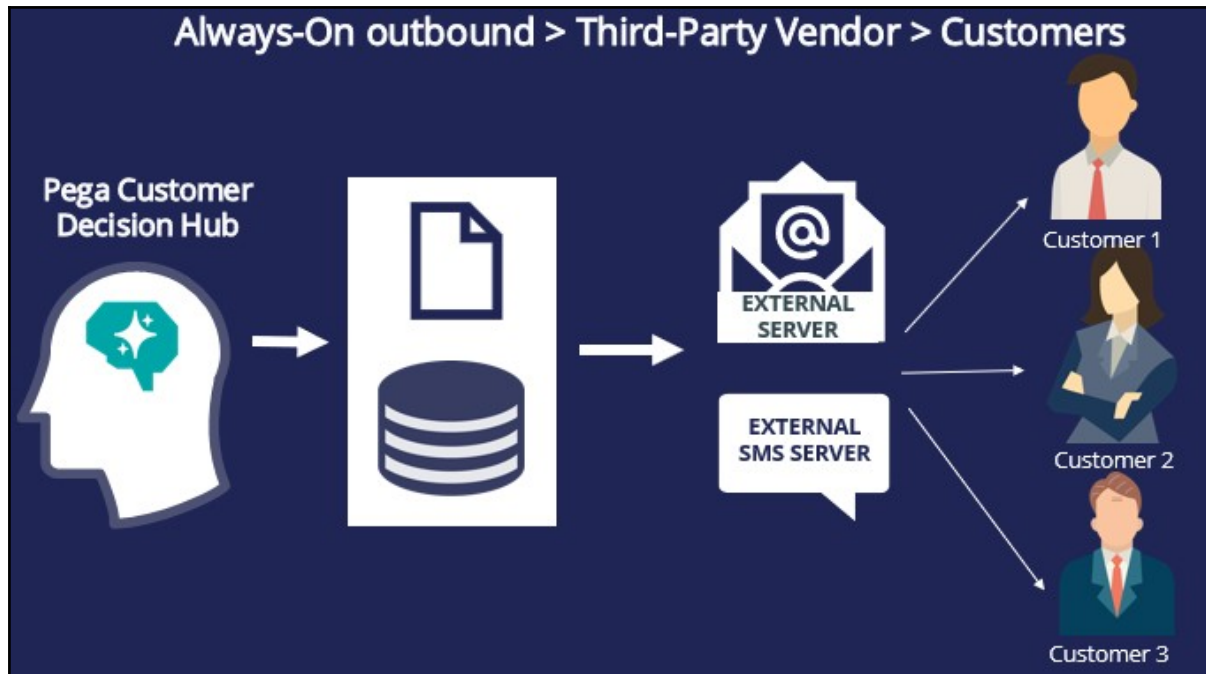 Always-On outbound > Third-Party Vendor > Customers
Pega Customer
Decision Hub
@
EXTERNAL
SERVER
EXTERNAL
SMS SERVER
Customer 1
Customer 2
Customer 3